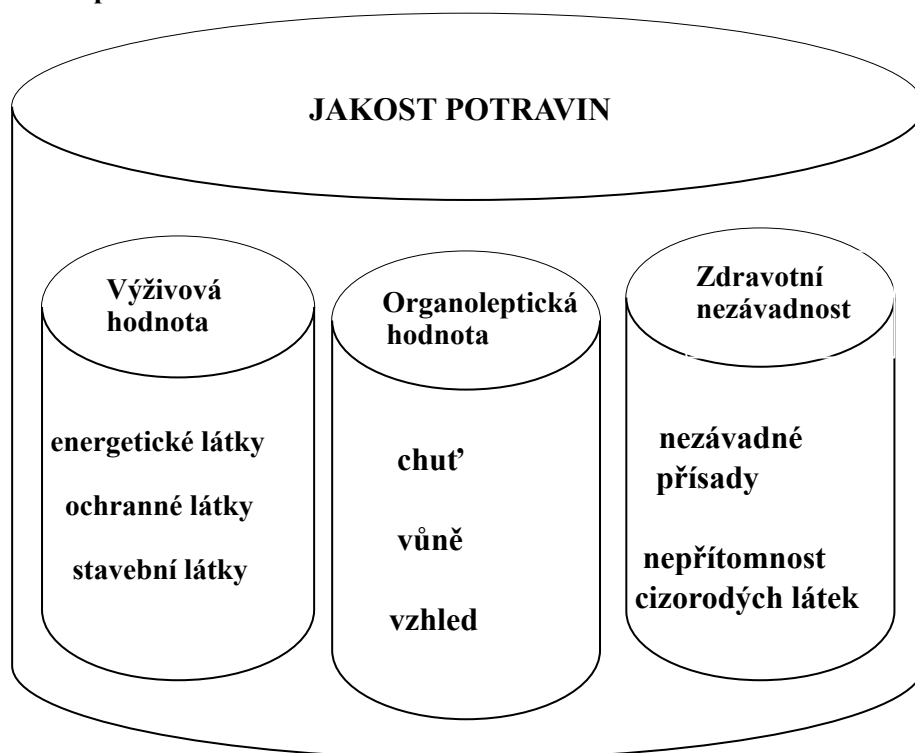 JAKOST POTRAVIN
Výživová
hodnota
energetické látky
ochranné látky
stavební látky
Organoleptická
hodnota
chuť
vůně
vzhled
Zdravotní
nezávadnost
nezávadné
přísady
nepřítomnost
cizorodých látek